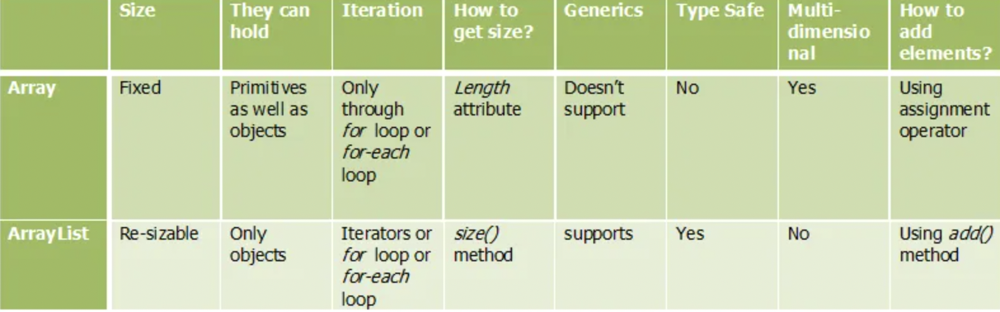 Size
They can
hold
Iteration
How to
get size?
Generics
Type Safe
Multi-
dimensio
nal
How to
add
elements?
Array
Fixed
Primitives
as well as
objects
Only
through
for loop or
for-each
loop
Length
attribute
Doesn't
support
No
Yes
Using
assignment
operator
ArrayList
Re-sizable
Only
objects
Iterators or
for loop or
for-each
loop
size()
method
supports
Yes
No
Using add()
method